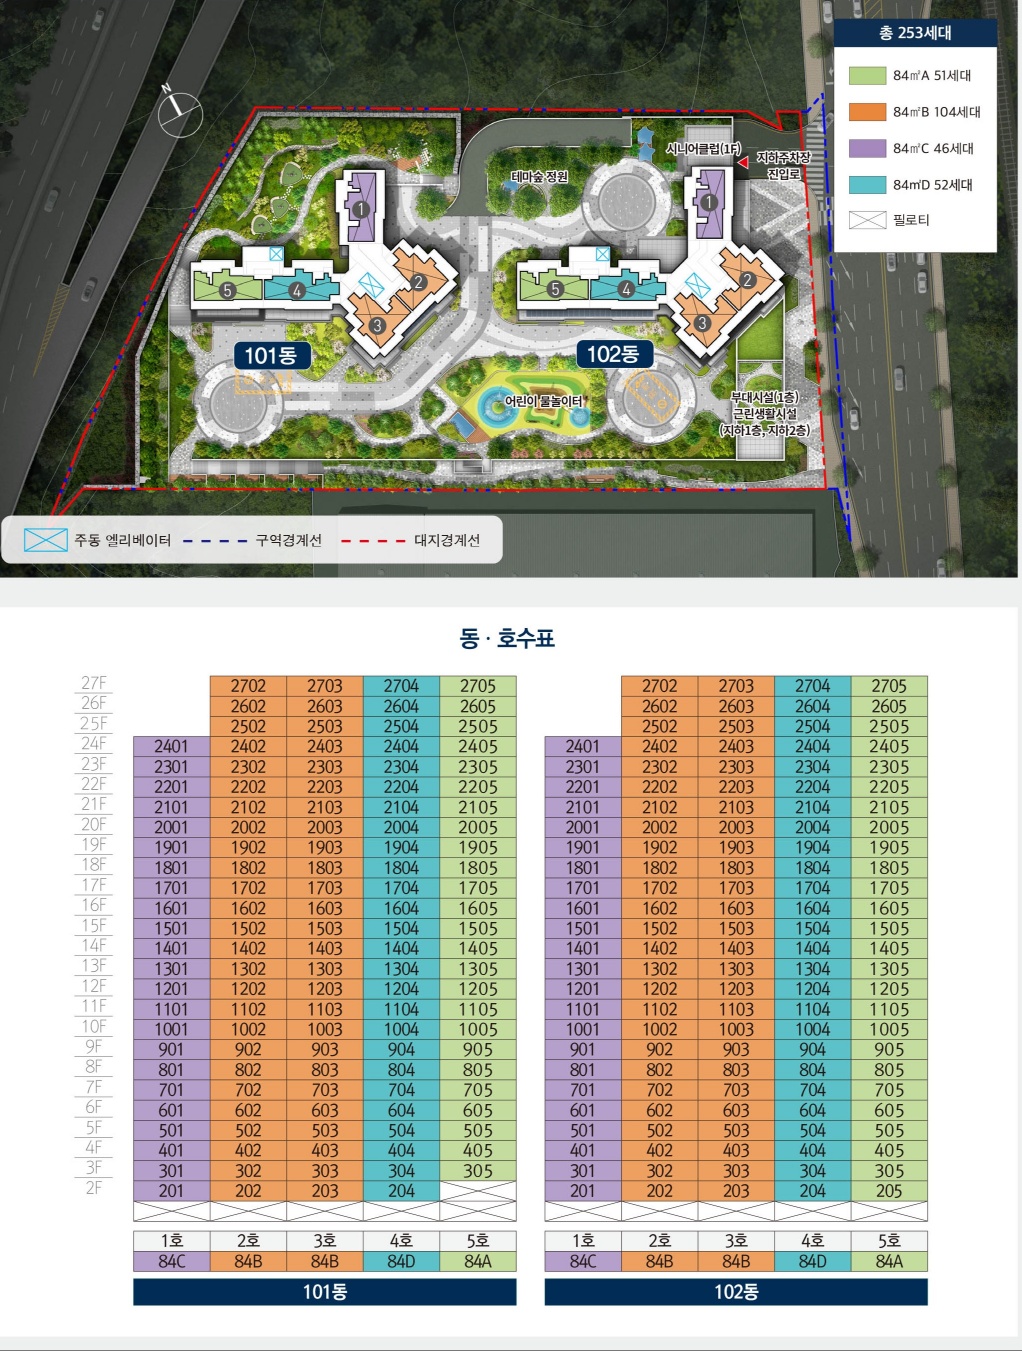 총 253세대
84㎡A 51세대
84㎡B 104세대
84㎡C 46세대
84㎡D 52세대
필로티
N
시니어클럽(1F)
지하주차장
진입로
테마숲 정원
1
1
2
2
3
3
4
4
5
5
101동
102동
어린이 물놀이터
부대시설(1층)
근린생활시설
(지하1층, 지하2층)
주동 엘리베이터
구역경계선
대지경계선
동 · 호수표
27F 2702 2703 2704 2705 2702 2703 2704 2705
26F 2602 2603 2604 2605 2602 2603 2604 2605
25F 2502 2503 2504 2505 2502 2503 2504 2505
24F 2401 2402 2403 2404 2405 2401 2402 2403 2404 2405
23F 2301 2302 2303 2304 2305 2301 2302 2303 2304 2305
22F 2201 2202 2203 2204 2205 2201 2202 2203 2204 2205
21F 2101 2102 2103 2104 2105 2101 2102 2103 2104 2105
20F 2001 2002 2003 2004 2005 2001 2002 2003 2004 2005
19F 1901 1902 1903 1904 1905 1901 1902 1903 1904 1905
18F 1801 1802 1803 1804 1805 1801 1802 1803 1804 1805
17F 1701 1702 1703 1704 1705 1701 1702 1703 1704 1705
16F 1601 1602 1603 1604 1605 1601 1602 1603 1604 1605
15F 1501 1502 1503 1504 1505 1501 1502 1503 1504 1505
14F 1401 1402 1403 1404 1405 1401 1402 1403 1404 1405
13F 1301 1302 1303 1304 1305 1301 1302 1303 1304 1305
12F 1201 1202 1203 1204 1205 1201 1202 1203 1204 1205
11F 1101 1102 1103 1104 1105 1101 1102 1103 1104 1105
10F 1001 1002 1003 1004 1005 1001 1002 1003 1004 1005
9F 901 902 903 904 905 901 902 903 904 905
8F 801 802 803 804 805 801 802 803 804 805
7F 701 702 703 704 705 701 702 703 704 705
6F 601 602 603 604 605 601 602 603 604 605
5F 501 502 503 504 505 501 502 503 504 505
4F 401 402 403 404 405 401 402 403 404 405
3F 301 302 303 304 305 301 302 303 304 305
2F 201 202 203 204 201 202 203 204 205
1호 2호 3호 4호 5호 1호 2호 3호 4호 5호
84C 84B 84B 84D 84A 84C 84B 84B 84D 84A
101동 102동